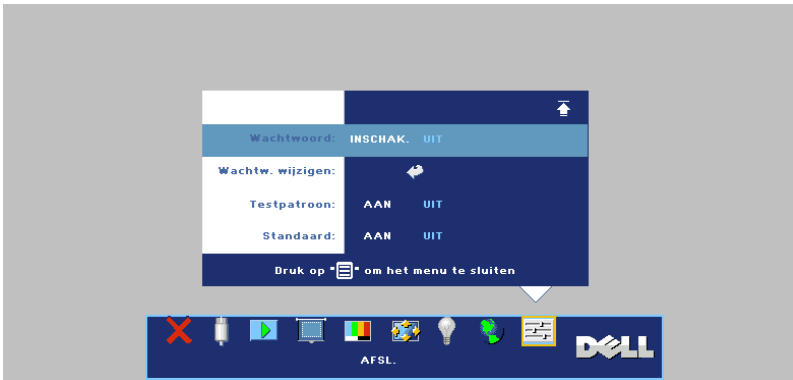 Wachtwoord: INSCHAK. UIT
Wachtw. wijzigen:
Testpatroon: AAN UIT
Standaard: AAN UIT
Druk op "" om het menu te sluiten
AFSL.
DELL